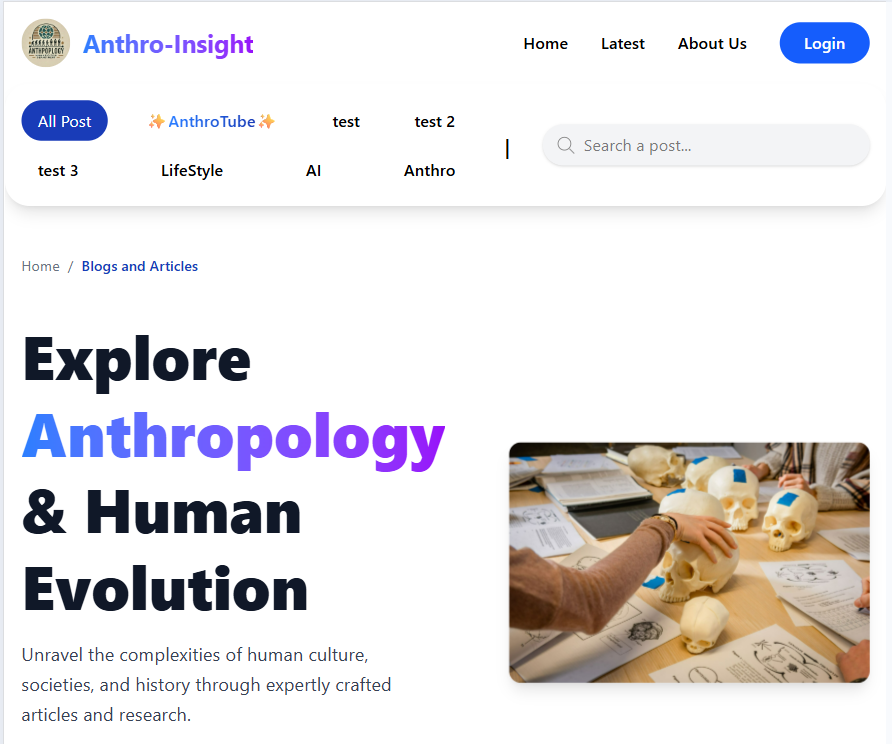 ANTHPOPLOGY
Anthro-Insight
Home
Latest
About Us
Login
All Post
✨AnthroTube✨
test
test 2
test 3
LifeStyle
AI
Anthro
|
Search a post...
Home / Blogs and Articles
Explore
Anthropology
& Human
Evolution
Unravel the complexities of human culture,
societies, and history through expertly crafted
articles and research.